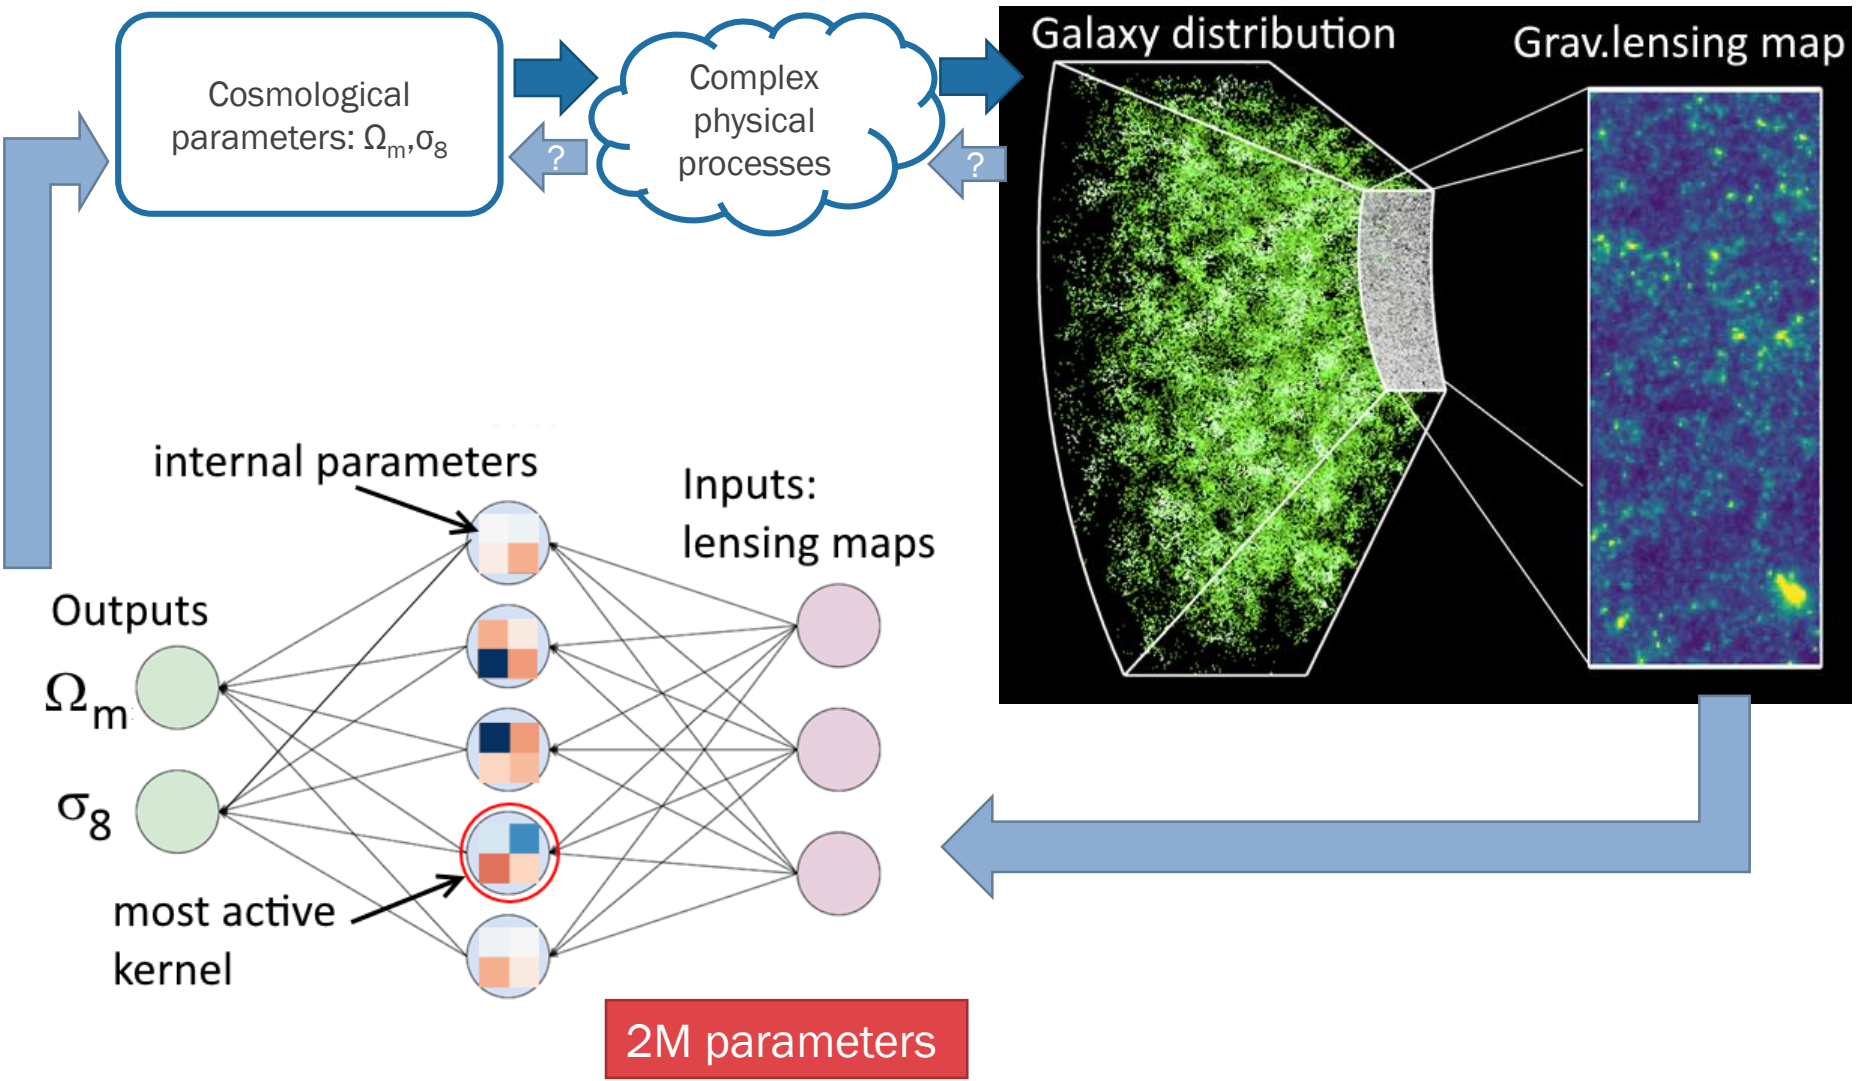 Cosmological
parameters: Ωm,σ8
?
Complex
physical
processes
?
Galaxy distribution
Grav.lensing map
internal parameters
Inputs:
lensing maps
Outputs
Ωm
σ8
most active
kernel
2M parameters